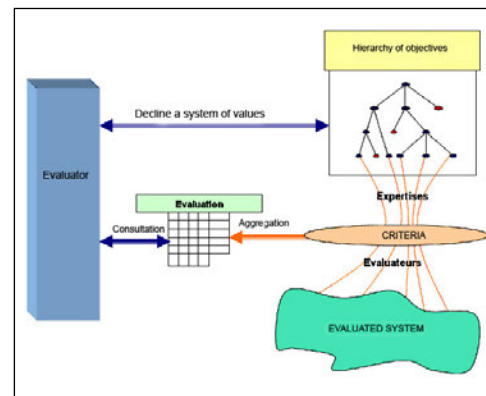 Hierarchy of objectives
Decline a system of values
Evaluator
Expertises
Evaluation
Consultation
Aggregation
CRITERIA
Evaluateurs
EVALUATED SYSTEM